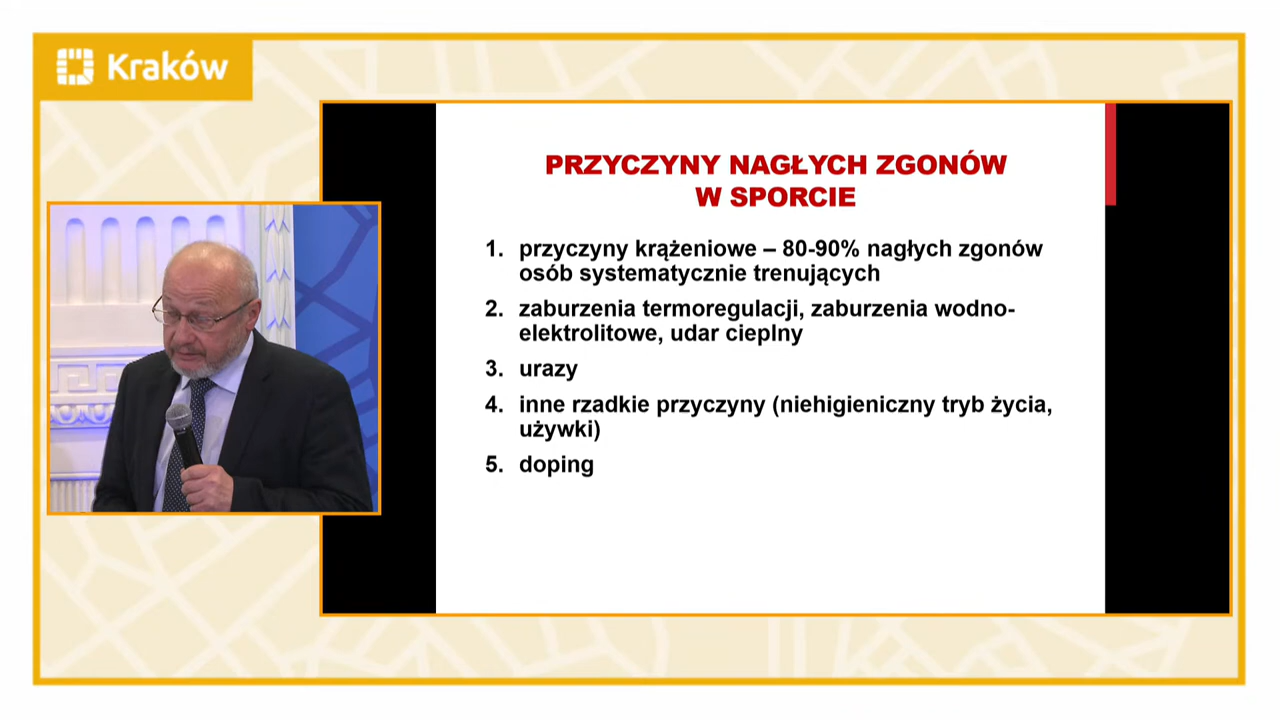 Kraków
PRZYCZYNY NAGŁYCH ZGONÓW
W SPORCIE
1. przyczyny krążeniowe – 80-90% nagłych zgonów
osób systematycznie trenujących
2. zaburzenia termoregulacji, zaburzenia wodno-
elektrolitowe, udar cieplny
3. urazy
4. inne rzadkie przyczyny (niehigieniczny tryb życia,
używki)
5. doping